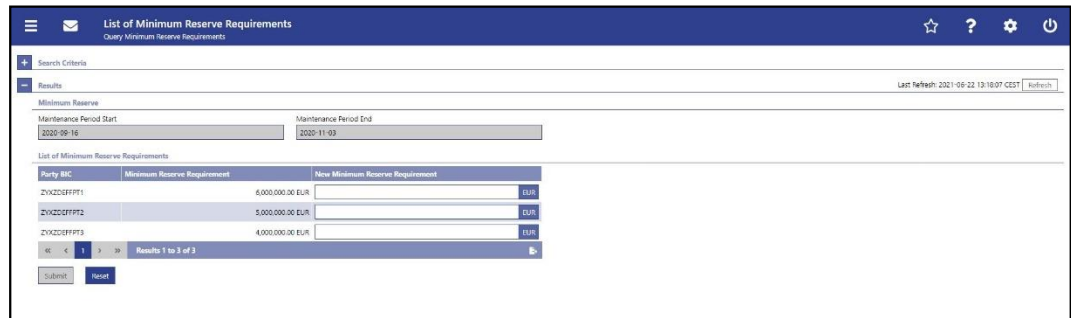 List of Minimum Reserve Requirements
Query Minimum Reserve Requirements
Search Criteria
Results Last Refresh: 2021-06-22 13:18:07 CEST Refresh
Minimum Reserve
Maintenance Period Start Maintenance Period End
2020-09-16 2020-11-03
List of Minimum Reserve Requirements
Party BIC Minimum Reserve Requirement New Minimum Reserve Requirement
ZYXZDEFFPT1 6,000,000.00 EUR EUR
ZYXZDEFFPT2 5,000,000.00 EUR EUR
ZYXZDEFFPT3 4,000,000.00 EUR EUR
« < 1 > » Results 1 to 3 of 3
Submit Reset